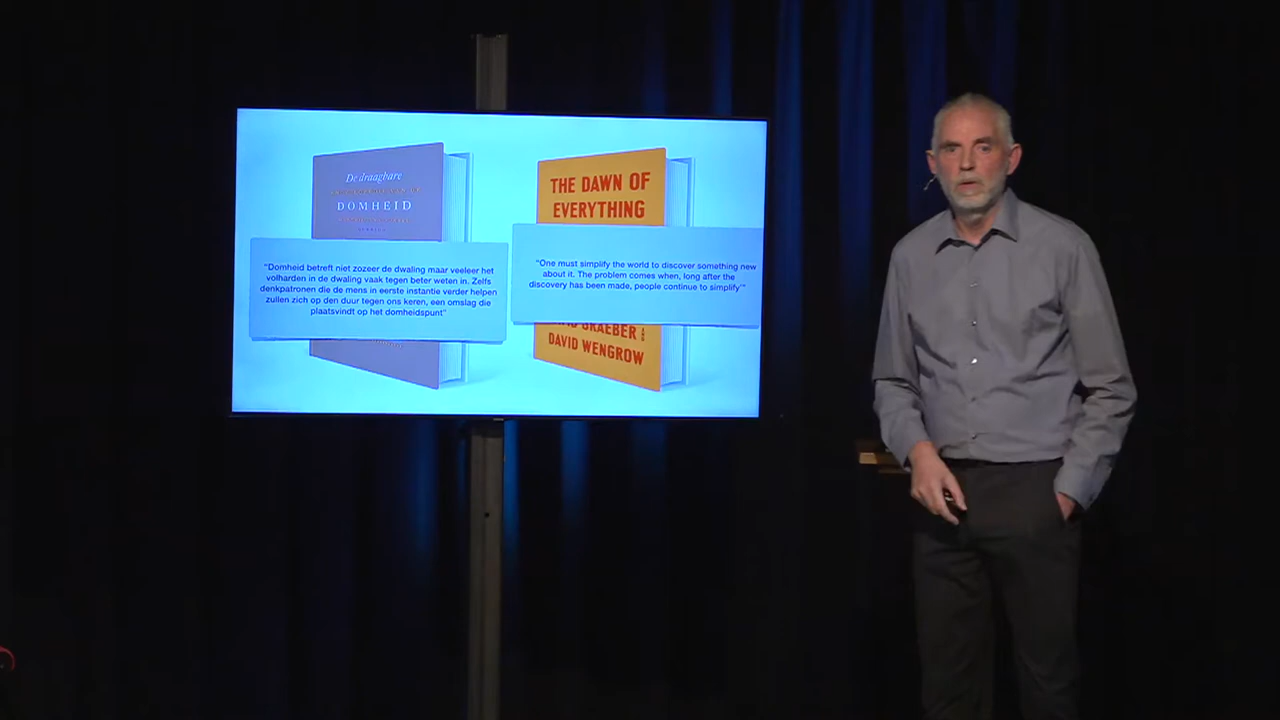 De draagbare
DOMHEID
"Domheid betreft niet zozeer de dwaling maar veeleer het
volharden in de dwaling vaak tegen beter weten in. Zelfs
denkpatronen die de mens in eerste instantie verder helpen
zullen zich op den duur tegen ons keren, een omslag die
plaatsvindt op het domheidspunt"
THE DAWN OF
EVERYTHING
"One must simplify the world to discover something new
about it. The problem comes when, long after the
discovery has been made, people continue to simplify'"
GRAEBER
DAVID WENGROW